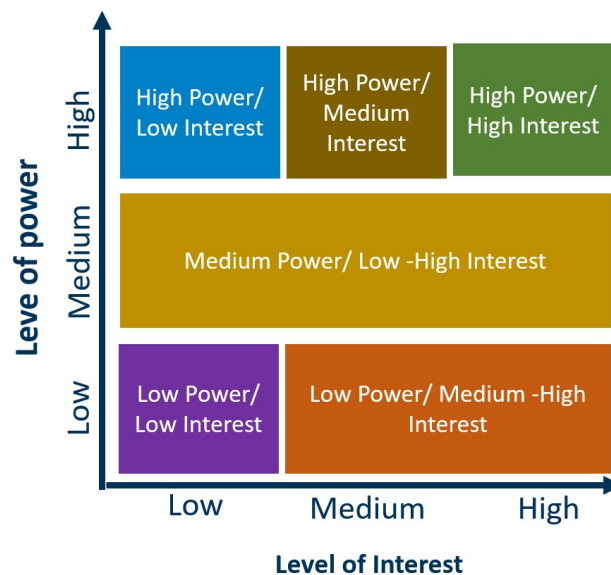 High Power/
Low Interest
High Power/
Medium
Interest
High Power/
High Interest
Medium Power/ Low -High Interest
Low Power/
Low Interest
Low Power/ Medium -High
Interest
Leve of power
High
Medium
Low
Low
Medium
High
Level of Interest